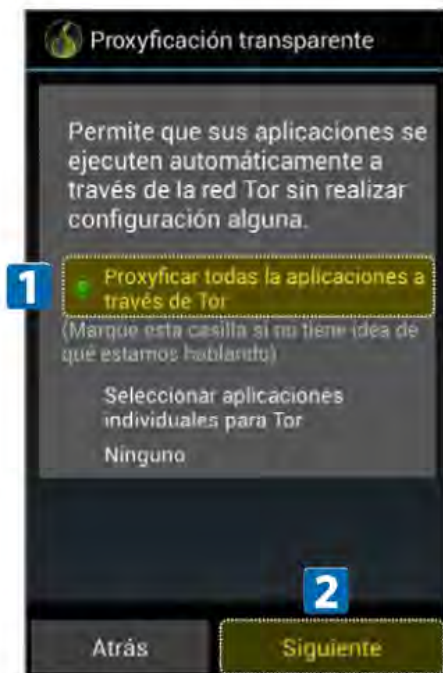 Proxyficación transparente
Permite que sus aplicaciones se
ejecuten automáticamente a
través de la red Tor sin realizar
configuración alguna.
1
Proxyficar todas la aplicaciones a
través de Tor
(Marque esta casilla si no tiene idea de
qué estamos hablando)
Seleccionar aplicaciones
individuales para Tor
Ninguno
2
Atrás
Siguiente